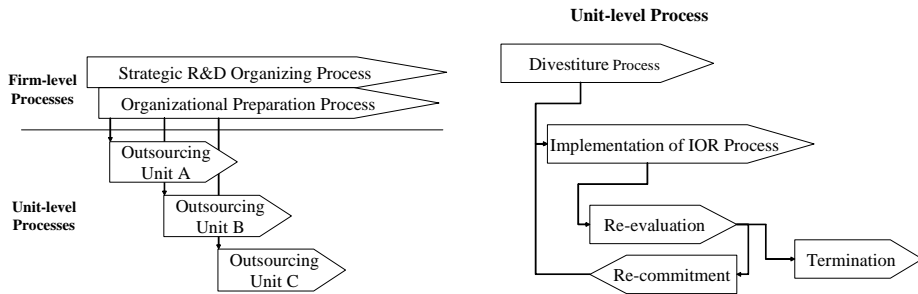 Unit-level Process
Firm-level
Processes
Strategic R&D Organizing Process
Organizational Preparation Process
Outsourcing
Unit A
Unit-level
Processes
Outsourcing
Unit B
Outsourcing
Unit C
Divestiture Process
Implementation of IOR Process
Re-evaluation
Re-commitment
Termination